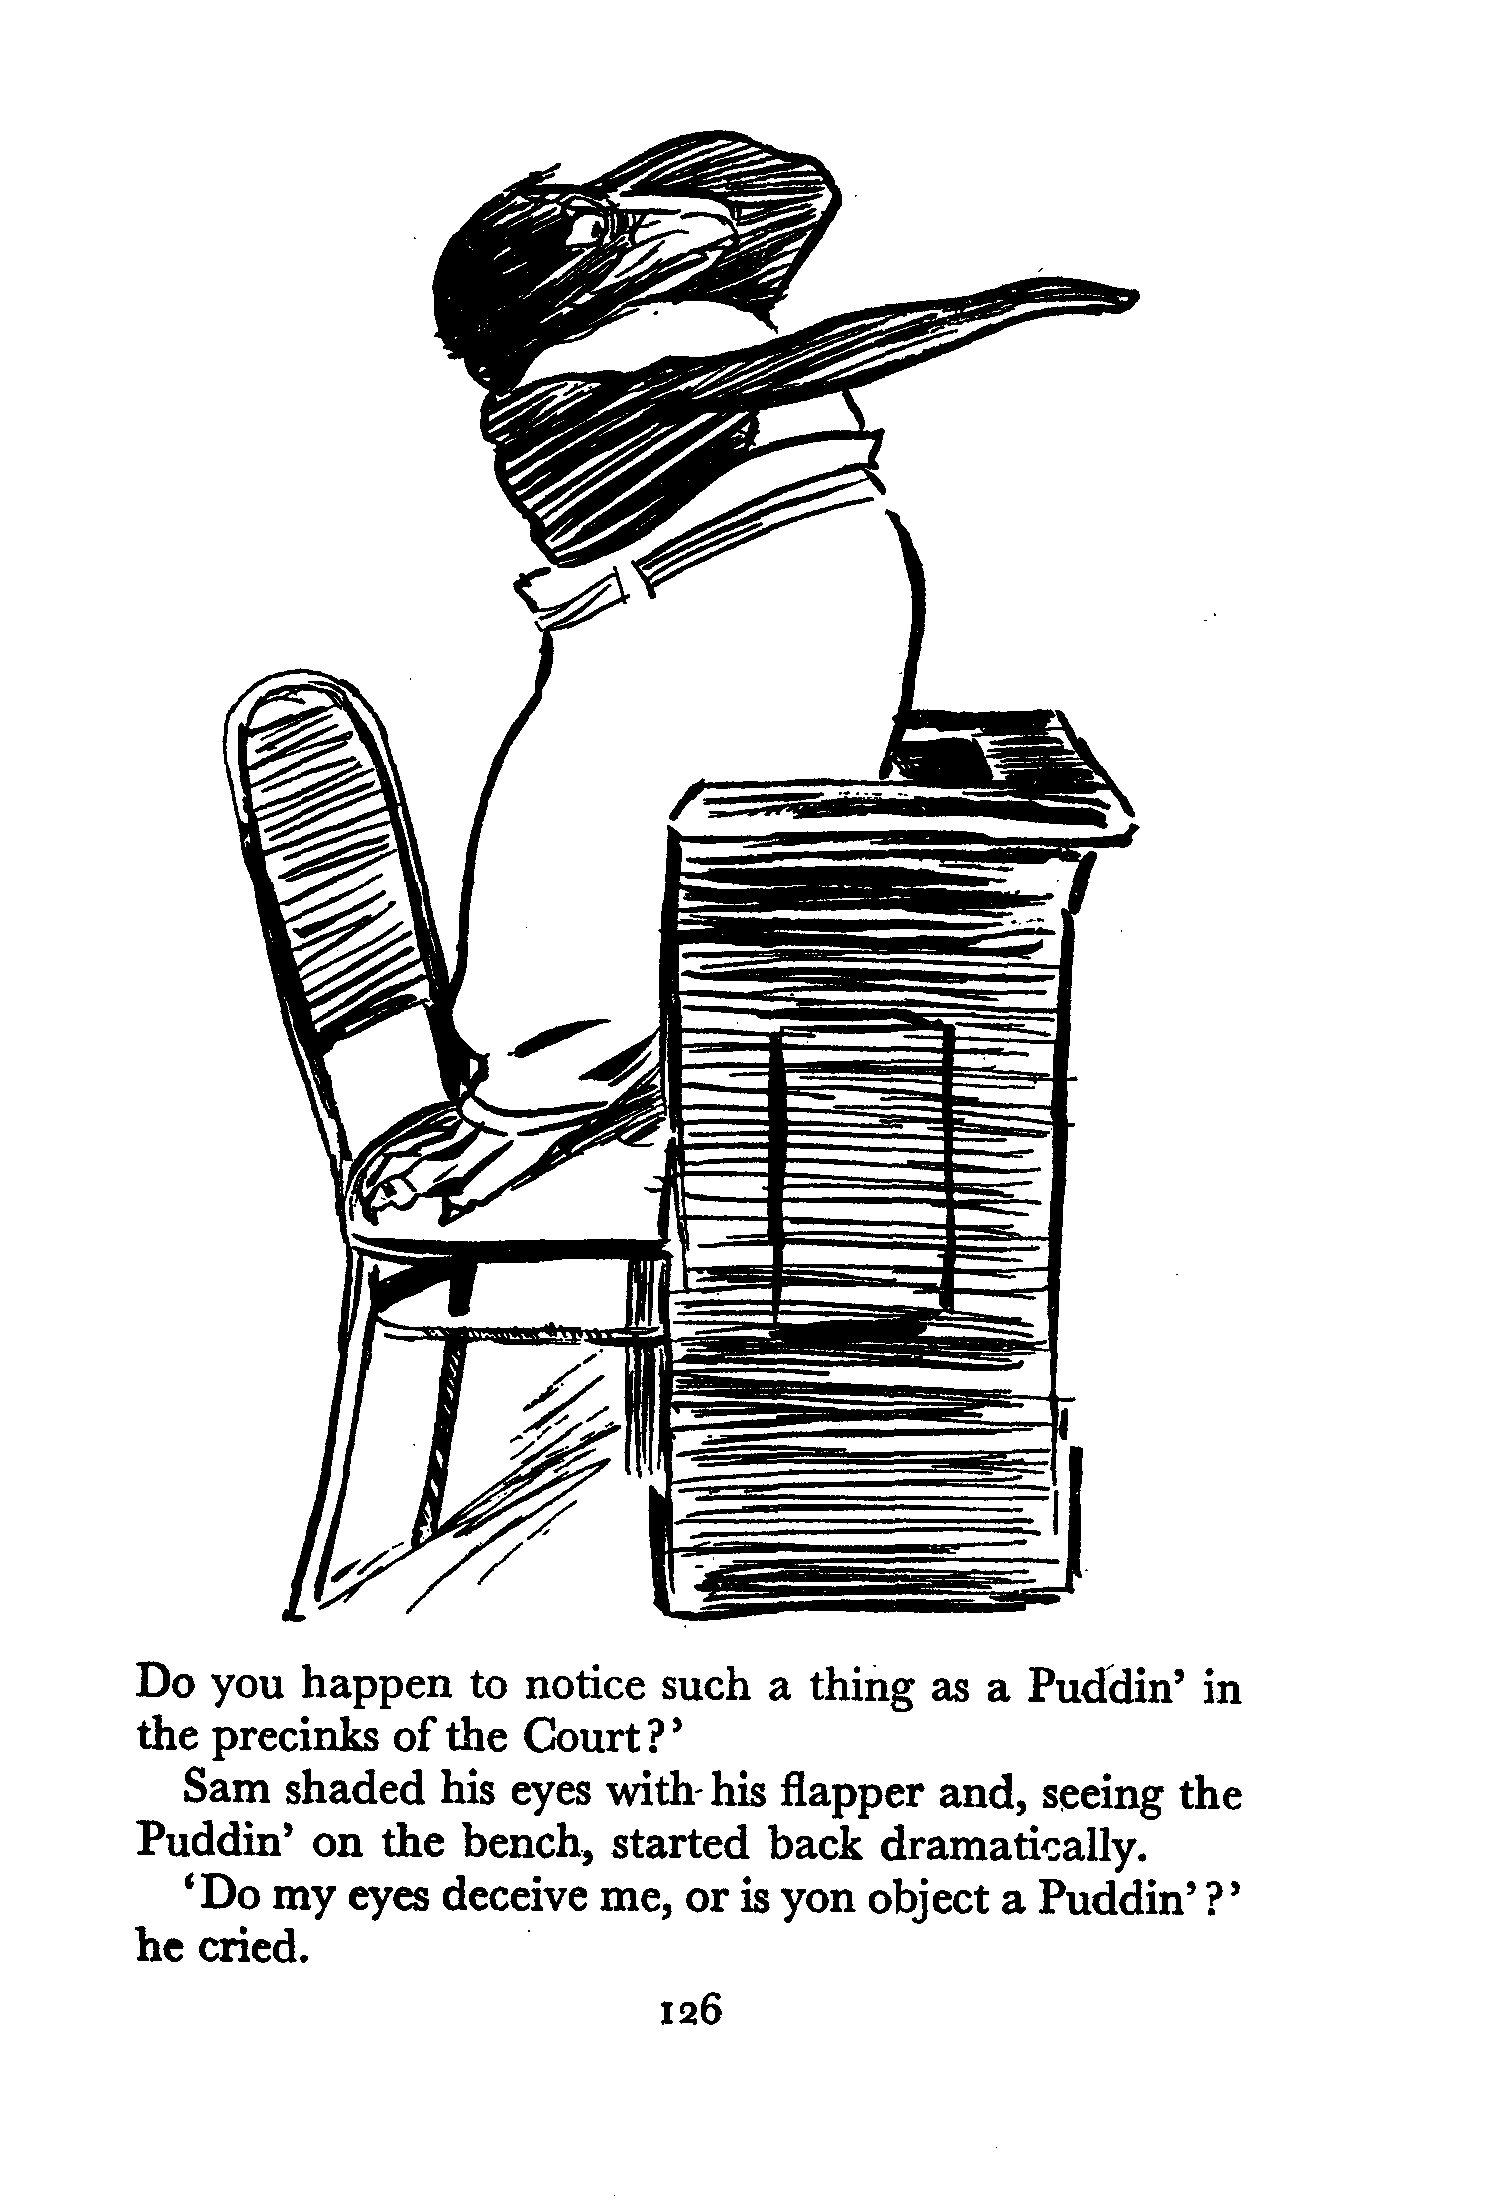 Do you happen to notice such a thing as a Puddin’ in
the precinks of the Court?’
Sam shaded his eyes with his flapper and, seeing the
Puddin’ on the bench, started back dramatically.
‘Do my eyes deceive me, or is yon object a Puddin’?’
he cried.
126